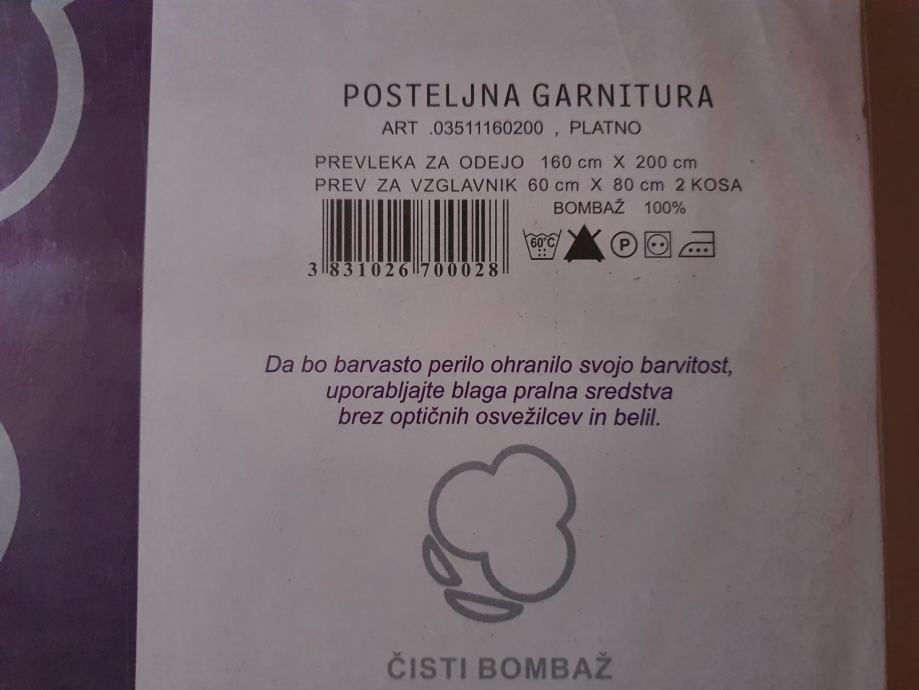 POSTELJNA GARNITURA
ART .03511160200 , PLATNO
PREVLEKA ZA ODEJO 160 cm X 200 cm
PREV ZA VZGLAVNIK 60 cm X 80 cm 2 KOSA
BOMBAŽ 100%
60°C P
3 831026 700028
Da bo barvasto perilo ohranilo svojo barvitost,
uporabljajte blaga pralna sredstva
brez optičnih osvežilcev in belil.
ČISTI BOMBAŽ